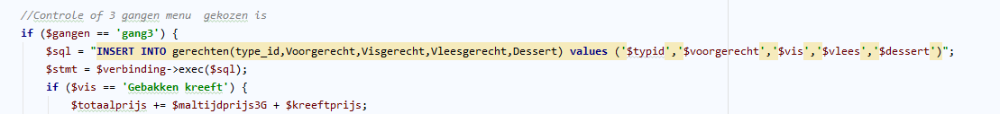 //Controle of 3 gangen menu  gekozen is
if ($gangen == 'gang3') {
    $sql = "INSERT INTO gerechten(type_id,Voorgerecht,Visgerecht,Vleesgerecht,Dessert) values ('$typid','$voorgerecht','$vis','$vlees','$dessert')";
    $stmt = $verbinding->exec($sql);
    if ($vis == 'Gebakken kreeft') {
        $totaalprijs += $maltijdprijs3G + $kreeftprijs;